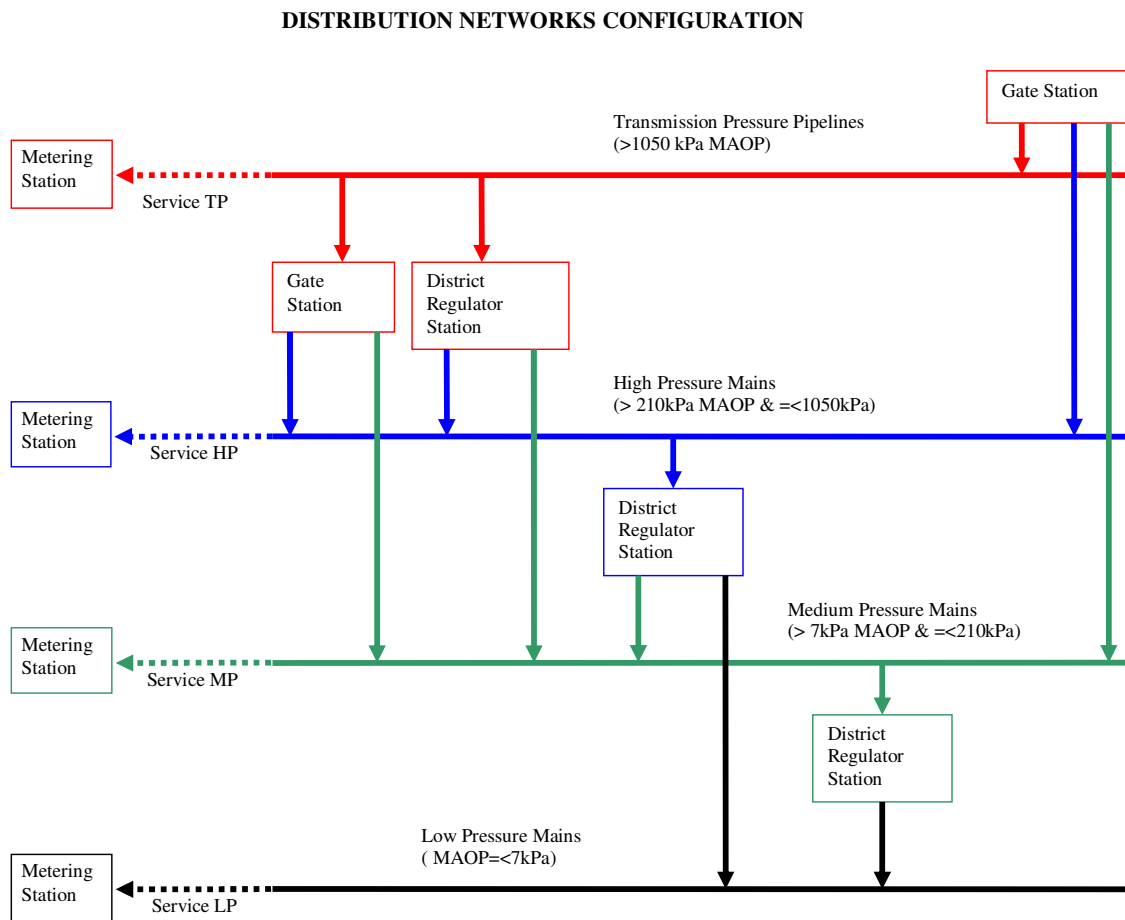 DISTRIBUTION NETWORKS CONFIGURATION
Gate Station
Transmission Pressure Pipelines
(>1050 kPa MAOP)
Metering
Station
Service TP
Gate
Station
District
Regulator
Station
High Pressure Mains
(> 210kPa MAOP & =<1050kPa)
Metering
Station
Service HP
District
Regulator
Station
Medium Pressure Mains
(> 7kPa MAOP & =<210kPa)
Metering
Station
Service MP
District
Regulator
Station
Low Pressure Mains
( MAOP=<7kPa)
Metering
Station
Service LP